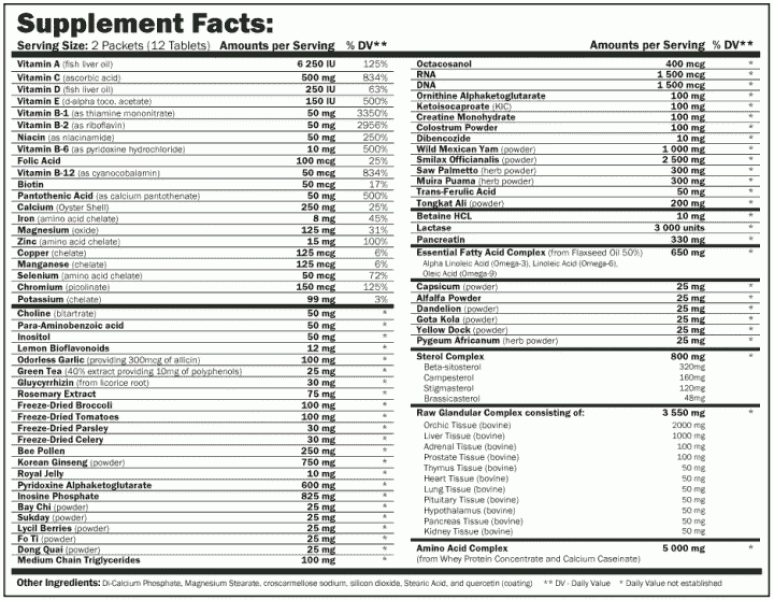 Supplement Facts:
Serving Size: 2 Packets (12 Tablets) Amounts per Serving % DV**
Vitamin A (fish liver oil) 6 250 IU 125%
Vitamin C (ascorbic acid) 500 mg 834%
Vitamin D (fish liver oil) 250 IU 63%
Vitamin E (d-alpha toco. acetate) 150 IU 500%
Vitamin B-1 (as thiamine mononitrate) 50 mg 3350%
Vitamin B-2 (as riboflavin) 50 mg 2956%
Niacin (as niacinamide) 50 mg 250%
Vitamin B-6 (as pyridoxine hydrochloride) 10 mg 500%
Folic Acid 100 mcg 25%
Vitamin B-12 (as cyanocobalamin) 50 mcg 834%
Biotin 50 mcg 17%
Pantothenic Acid (as calcium pantothenate) 50 mg 500%
Calcium (Oyster Shell) 250 mg 25%
Iron (amino acid chelate) 8 mg 45%
Magnesium (oxide) 125 mg 31%
Zinc (amino acid chelate) 15 mg 100%
Copper (chelate) 125 mcg 6%
Manganese (chelate) 125 mcg 6%
Selenium (amino acid chelate) 50 mcg 72%
Chromium (picolinate) 150 mcg 125%
Potassium (chelate) 99 mg 3%
Choline (bitartrate) 50 mg *
Para-Aminobenzoic acid 50 mg *
Inositol 50 mg *
Lemon Bioflavonoids 12 mg *
Odorless Garlic (providing 300mcg of allicin) 100 mg *
Green Tea (40% extract providing 10mg of polyphenols) 25 mg *
Gluycyrrhizin (from licorice root) 30 mg *
Rosemary Extract 75 mg *
Freeze-Dried Broccoli 100 mg *
Freeze-Dried Tomatoes 100 mg *
Freeze-Dried Parsley 30 mg *
Freeze-Dried Celery 30 mg *
Bee Pollen 250 mg *
Korean Ginseng (powder) 750 mg *
Royal Jelly 10 mg *
Pyridoxine Alphaketoglutarate 600 mg *
Inosine Phosphate 825 mg *
Bay Chi (powder) 25 mg *
Sukday (powder) 25 mg *
Lycil Berries (powder) 25 mg *
Fo Ti (powder) 25 mg *
Dong Quai (powder) 25 mg *
Medium Chain Triglycerides 100 mg *
Amounts per Serving % DV**
Octacosanol 400 mcg *
RNA 1 500 mcg *
DNA 1 500 mcg *
Ornithine Alphaketoglutarate 100 mg *
Ketoisocaproate (KIC) 100 mg *
Creatine Monohydrate 100 mg *
Colostrum Powder 100 mg *
Dibencozide 10 mg *
Wild Mexican Yam (powder) 1 000 mg *
Smilax Officianalis (powder) 2 500 mg *
Saw Palmetto (herb powder) 300 mg *
Muira Puama (herb powder) 300 mg *
Trans-Ferulic Acid 50 mg *
Tongkat Ali (powder) 200 mg *
Betaine HCL 10 mg *
Lactase 3 000 units *
Pancreatin 330 mg *
Essential Fatty Acid Complex (from Flaxseed Oil 50%) 650 mg *
Alpha Linoleic Acid (Omega-3), Linoleic Acid (Omega-6),
Oleic Acid (Omega-9)
Capsicum (powder) 25 mg *
Alfalfa Powder 25 mg *
Dandelion (powder) 25 mg *
Gota Kola (powder) 25 mg *
Yellow Dock (powder) 25 mg *
Pygeum Africanum (herb powder) 25 mg *
Sterol Complex 800 mg *
Beta-sitosterol 320mg
Campesterol 160mg
Stigmasterol 120mg
Brassicasterol 48mg
Raw Glandular Complex consisting of: 3 550 mg *
Orchic Tissue (bovine) 2000 mg
Liver Tissue (bovine) 1000 mg
Adrenal Tissue (bovine) 100 mg
Prostate Tissue (bovine) 100 mg
Thymus Tissue (bovine) 50 mg
Heart Tissue (bovine) 50 mg
Lung Tissue (bovine) 50 mg
Pituitary Tissue (bovine) 50 mg
Hypothalamus (bovine) 50 mg
Pancreas Tissue (bovine) 50 mg
Kidney Tissue (bovine) 50 mg
Amino Acid Complex 5 000 mg *
(from Whey Protein Concentrate and Calcium Caseinate)
Other Ingredients: Di-Calcium Phosphate, Magnesium Stearate, croscarmellose sodium, silicon dioxide, Stearic Acid, and quercetin (coating) ** DV - Daily Value * Daily Value not established